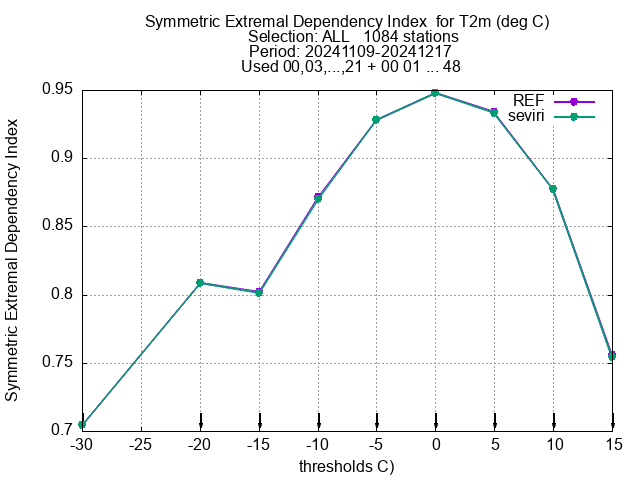 Symmetric Extremal Dependency Index  for T2m (deg C)
Selection: ALL   1084 stations
Period: 20241109-20241217
Used 00,03,...,21 + 00 01 ... 48
REF
seviri
Symmetric Extremal Dependency Index
0.95
0.9
0.85
0.8
0.75
0.7
-30 -25 -20 -15 -10 -5 0 5 10 15
thresholds C)